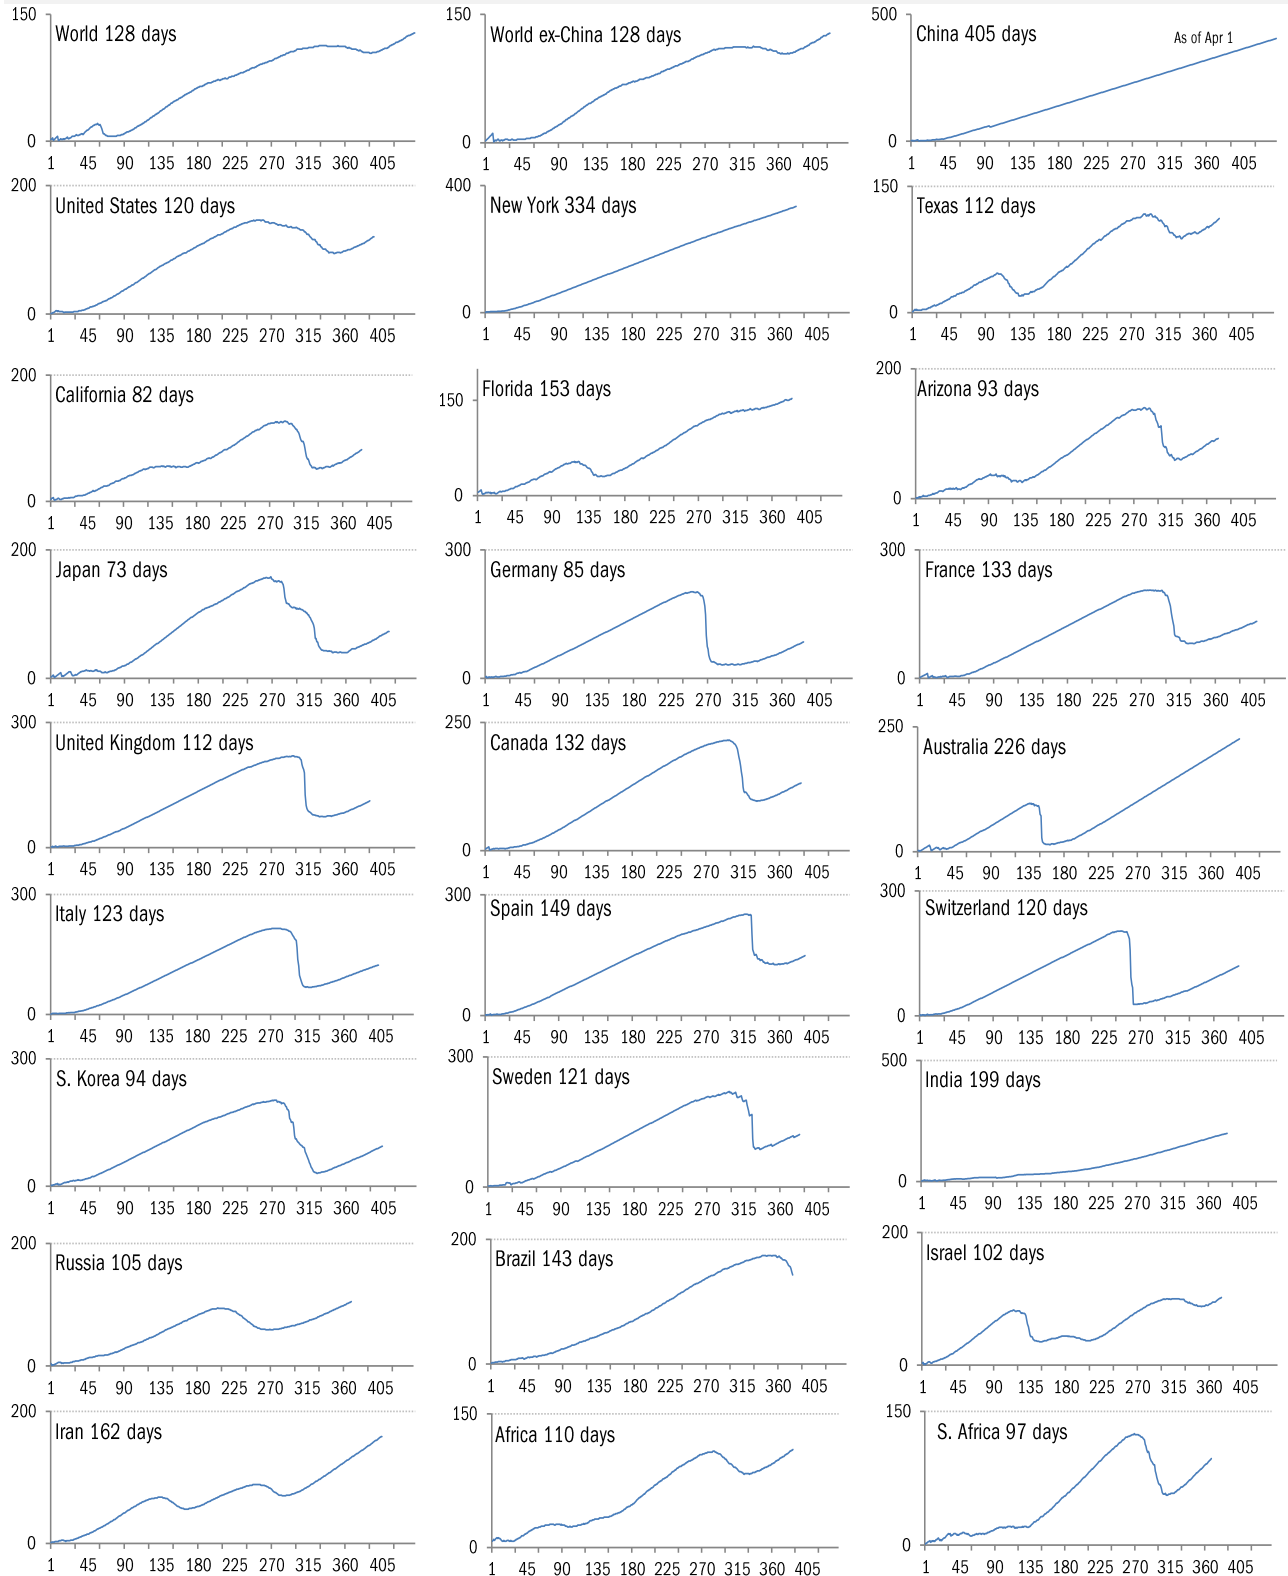 150
World 128 days
0
1 45 90 135 180 225 270 315 360 405
150
World ex-China 128 days
0
1 45 90 135 180 225 270 315 360 405
500
China 405 days
As of Apr 1
0
1 45 90 135 180 225 270 315 360 405
200
United States 120 days
0
1 45 90 135 180 225 270 315 360 405
400
New York 334 days
0
1 45 90 135 180 225 270 315 360 405
150
Texas 112 days
0
1 45 90 135 180 225 270 315 360 405
200
California 82 days
0
1 45 90 135 180 225 270 315 360 405
150
Florida 153 days
0
1 45 90 135 180 225 270 315 360 405
200
Arizona 93 days
0
1 45 90 135 180 225 270 315 360 405
200
Japan 73 days
0
1 45 90 135 180 225 270 315 360 405
300
Germany 85 days
0
1 45 90 135 180 225 270 315 360 405
300
France 133 days
0
1 45 90 135 180 225 270 315 360 405
300
United Kingdom 112 days
0
1 45 90 135 180 225 270 315 360 405
250
Canada 132 days
0
1 45 90 135 180 225 270 315 360 405
250
Australia 226 days
0
1 45 90 135 180 225 270 315 360 405
300
Italy 123 days
0
1 45 90 135 180 225 270 315 360 405
300
Spain 149 days
0
1 45 90 135 180 225 270 315 360 405
300
Switzerland 120 days
0
1 45 90 135 180 225 270 315 360 405
300
S. Korea 94 days
0
1 45 90 135 180 225 270 315 360 405
300
Sweden 121 days
0
1 45 90 135 180 225 270 315 360 405
500
India 199 days
0
1 45 90 135 180 225 270 315 360 405
200
Russia 105 days
0
1 45 90 135 180 225 270 315 360 405
200
Brazil 143 days
0
1 45 90 135 180 225 270 315 360 405
200
Israel 102 days
0
1 45 90 135 180 225 270 315 360 405
200
Iran 162 days
0
1 45 90 135 180 225 270 315 360 405
150
Africa 110 days
0
1 45 90 135 180 225 270 315 360 405
150
S. Africa 97 days
0
1 45 90 135 180 225 270 315 360 405